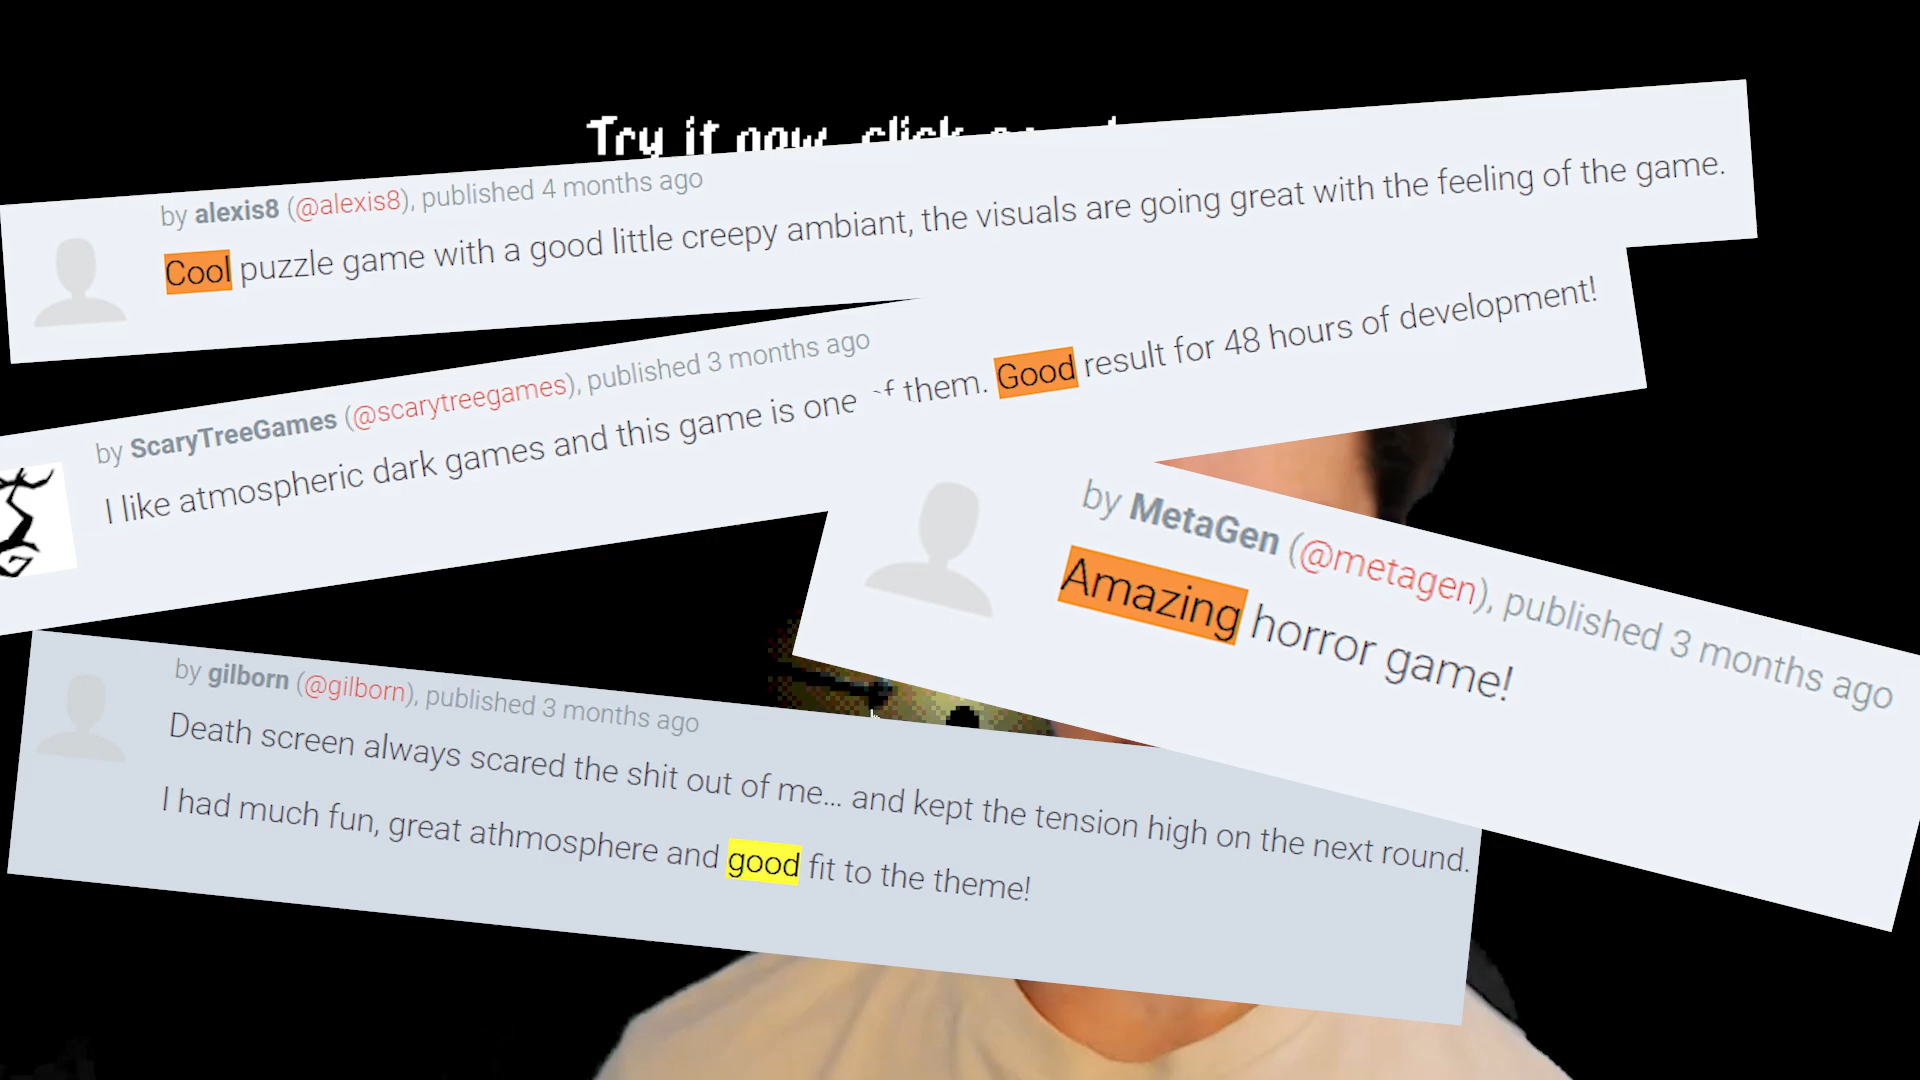 Try it now, click
by alexis8 (@alexis8), published 4 months ago
Cool puzzle game with a good little creepy ambiant, the visuals are going great with the feeling of the game.
by ScaryTreeGames (@scarytreegames), published 3 months ago
I like atmospheric dark games and this game is one of them. Good result for 48 hours of development!
by MetaGen (@metagen), published 3 months ago
Amazing horror game!
by gilborn (@gilborn), published 3 months ago
Death screen always scared the shit out of me... and kept the tension high on the next round.
I had much fun, great athmosphere and good fit to the theme!